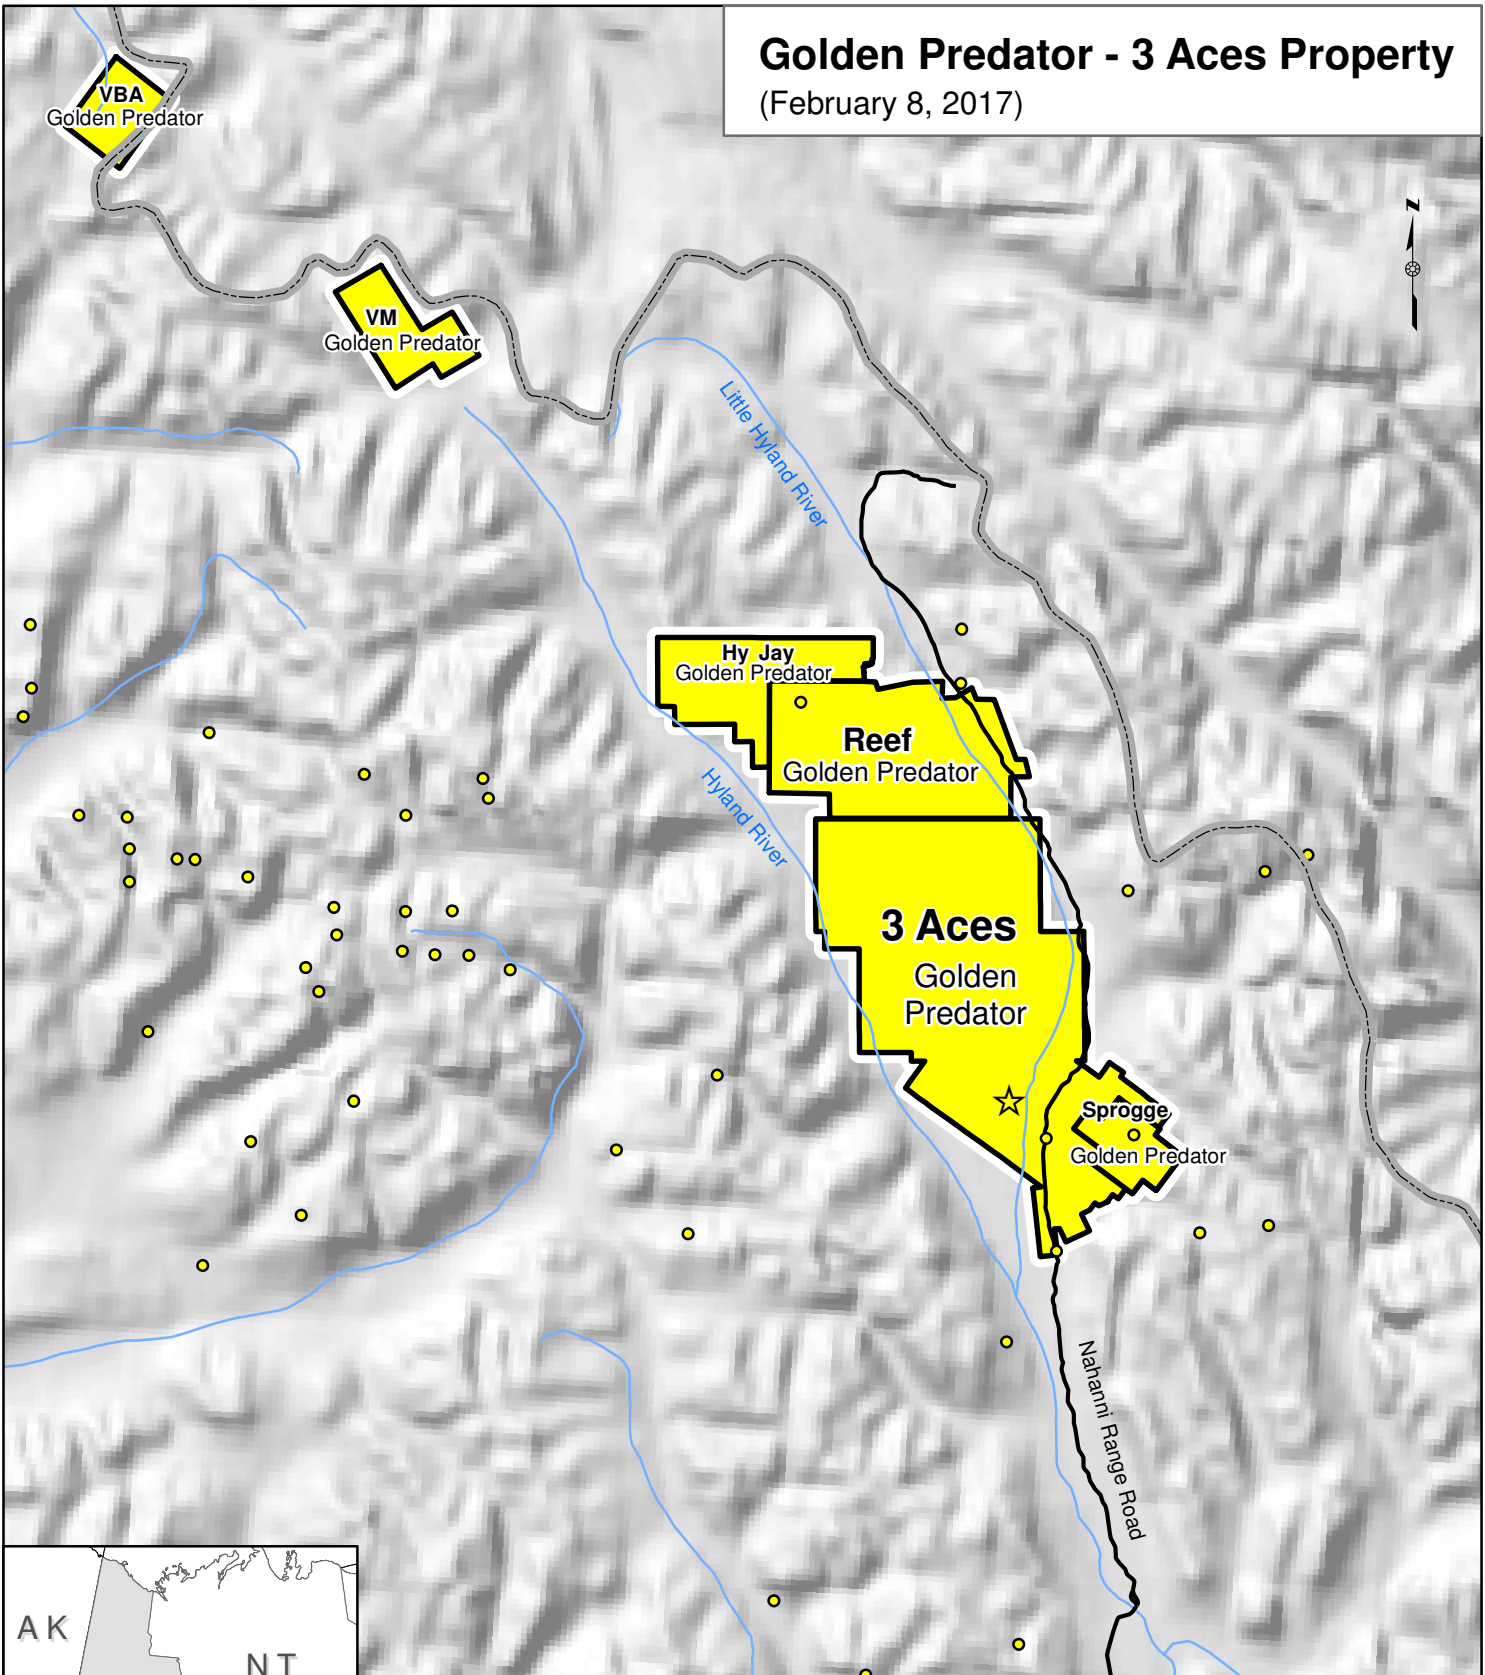 Golden Predator - 3 Aces Property
(February 8, 2017)
VBA
Golden Predator
N
VM
Golden Predator
Little Hyland River
Hy Jay
Golden Predator
Reef
Golden Predator
Hyland River
3 Aces
Golden
Predator
Sprogge
Golden Predator
Nahanni Range Road
AK
NT